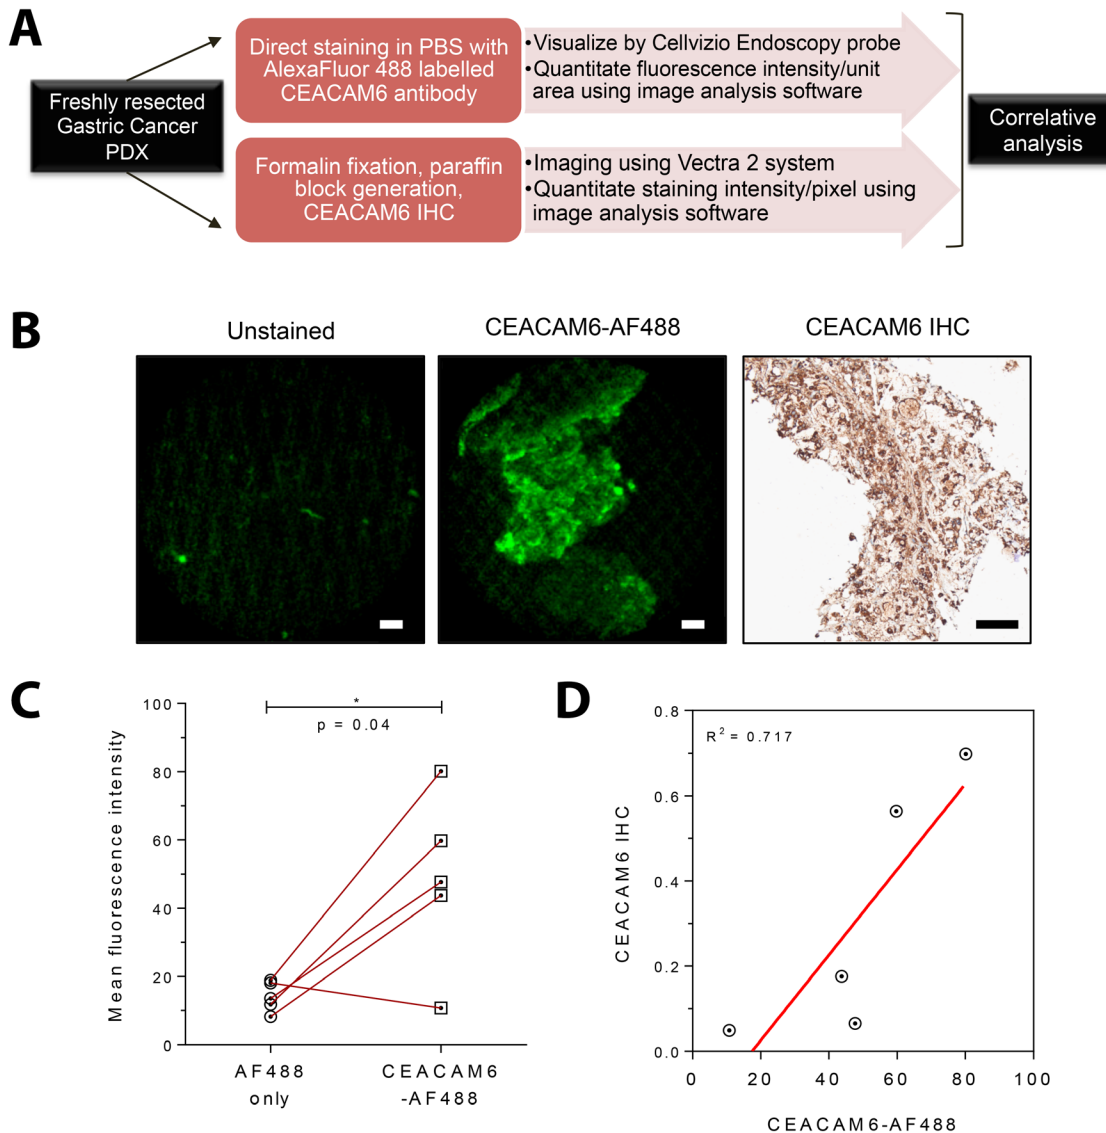 A
Freshly resected
Gastric Cancer
PDX
Direct staining in PBS with
AlexaFluor 488 labelled
CEACAM6 antibody
•Visualize by Cellvizio Endoscopy probe
•Quantitate fluorescence intensity/unit
area using image analysis software
Formalin fixation, paraffin
block generation,
CEACAM6 IHC
•Imaging using Vectra 2 system
•Quantitate staining intensity/pixel using
image analysis software
Correlative
analysis
B
Unstained
CEACAM6-AF488
CEACAM6 IHC
C
Mean fluorescence intensity
100
80
60
40
20
0
*
p = 0.04
AF488
only
CEACAM6
-AF488
D
CEACAM6 IHC
0.8
0.6
0.4
0.2
0.0
R² = 0.717
0
20
40
60
80
100
CEACAM6-AF488